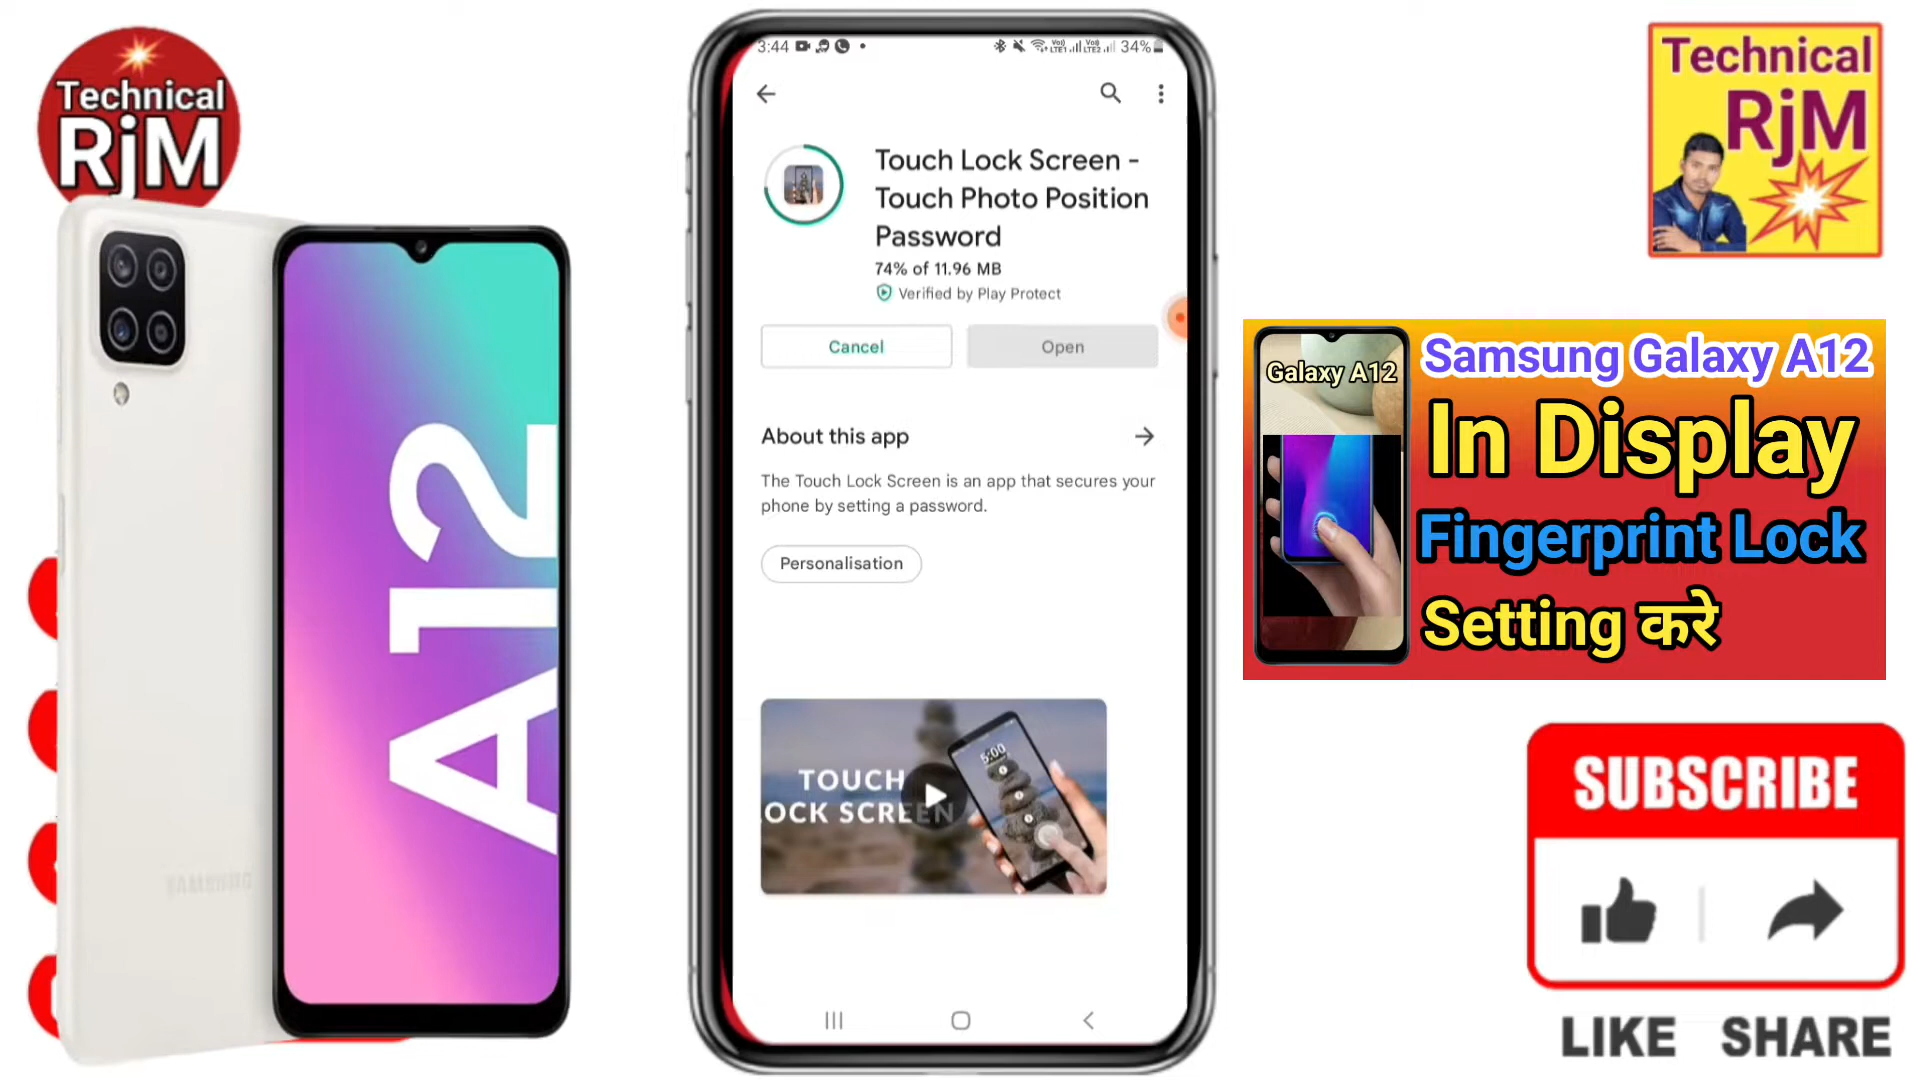 Technical
RjM
A12
SAMSUNG
3:44
34%
Touch Lock Screen -
Touch Photo Position
Password
74% of 11.96 MB
Verified by Play Protect
Cancel
Open
About this app
The Touch Lock Screen is an app that secures your
phone by setting a password.
Personalisation
TOUCH
LOCK SCREEN
5:00
Technical
RjM
Galaxy A12
Samsung Galaxy A12
In Display
Fingerprint Lock
Setting करे
SUBSCRIBE
LIKE SHARE